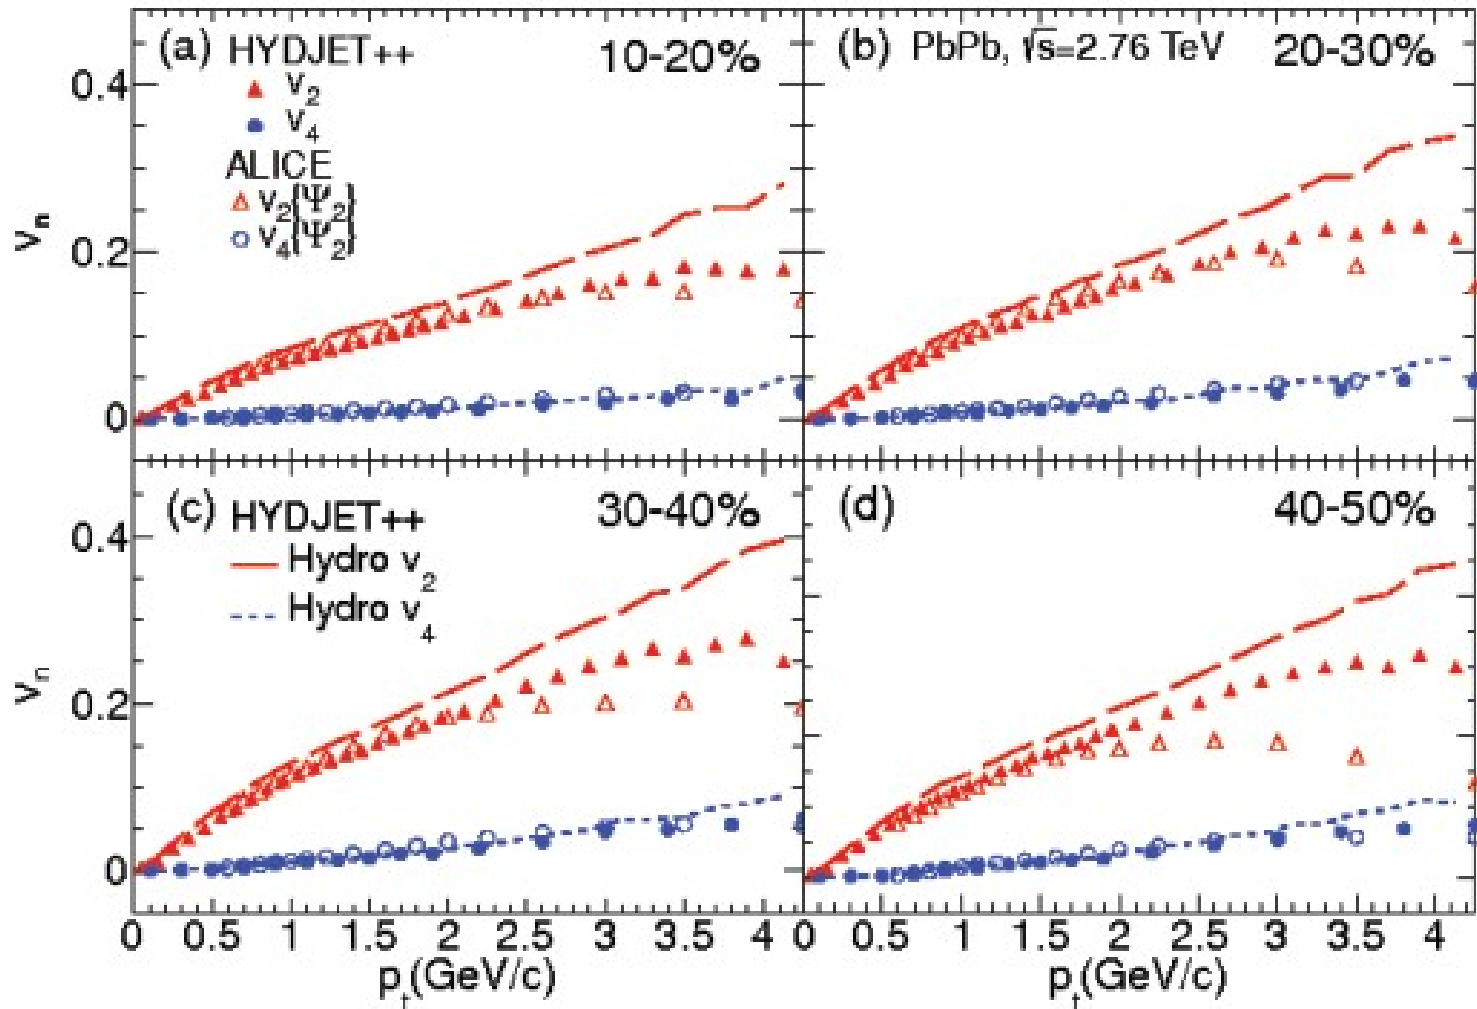 (a) HYDJET++ 10-20%
v2
v4
ALICE
v2{Ψ2}
v4{Ψ2}
(b) PbPb, √s=2.76 TeV 20-30%
0.4
0.2
0
vn
(c) HYDJET++ 30-40%
Hydro v2
Hydro v4
(d) 40-50%
0.4
0.2
0
vn
0 0.5 1 1.5 2 2.5 3 3.5 4
0 0.5 1 1.5 2 2.5 3 3.5 4
pt(GeV/c)
pt(GeV/c)